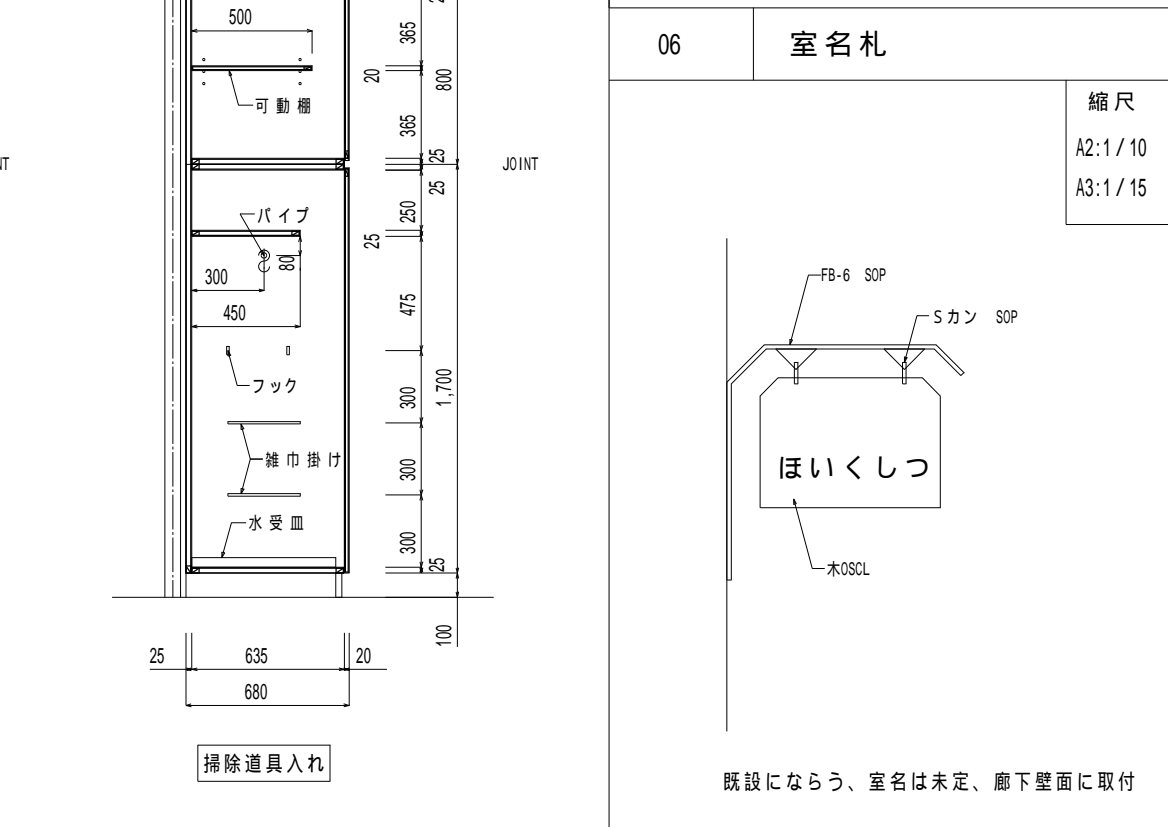 500
365
20
800
可動棚
365
25
NT
JOINT
25
パイプ
250
25
80
300
450
475
フック
300
1,700
雑巾掛け
300
水受皿
300
25
100
25
635
20
680
掃除道具入れ
06
室名札
縮尺
A2:1/10
A3:1/15
FB-6 SOP
Sカン SOP
ほいくしつ
木OSCL
既設にならう、室名は未定、廊下壁面に取付